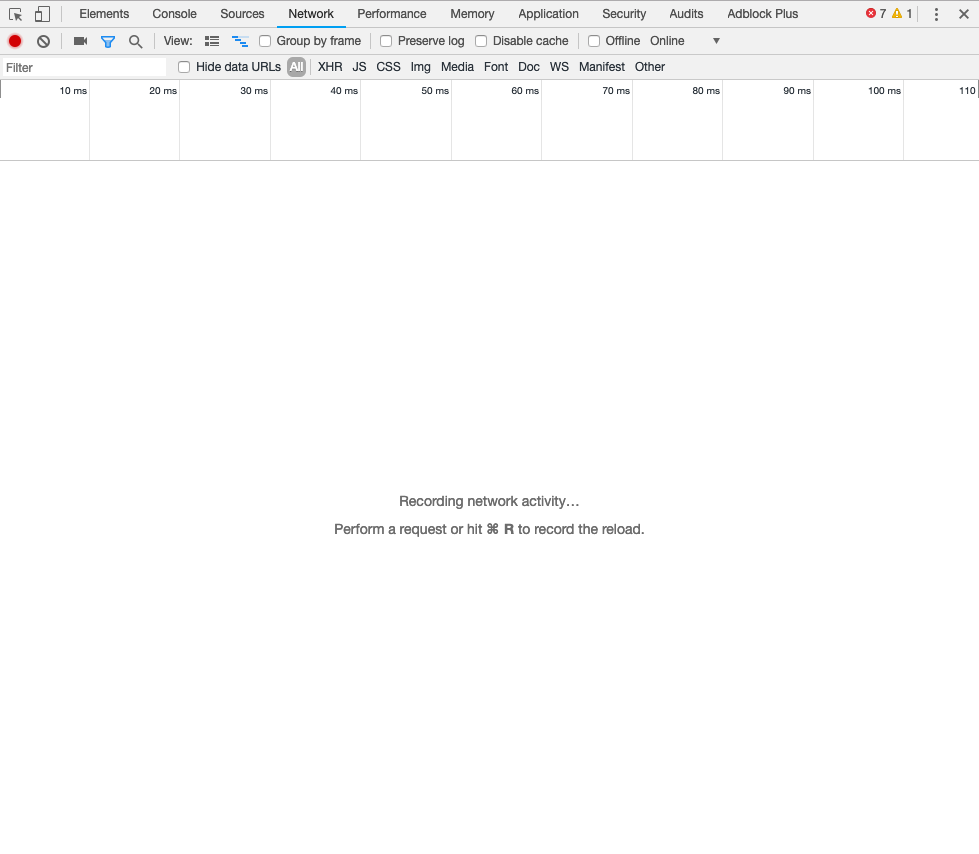 Elements Console Sources Network Performance Memory Application Security Audits Adblock Plus 7 1
View: Group by frame Preserve log Disable cache Offline Online
Filter Hide data URLs All XHR JS CSS Img Media Font Doc WS Manifest Other
10 ms 20 ms 30 ms 40 ms 50 ms 60 ms 70 ms 80 ms 90 ms 100 ms 110
Recording network activity…
Perform a request or hit ⌘ R to record the reload.